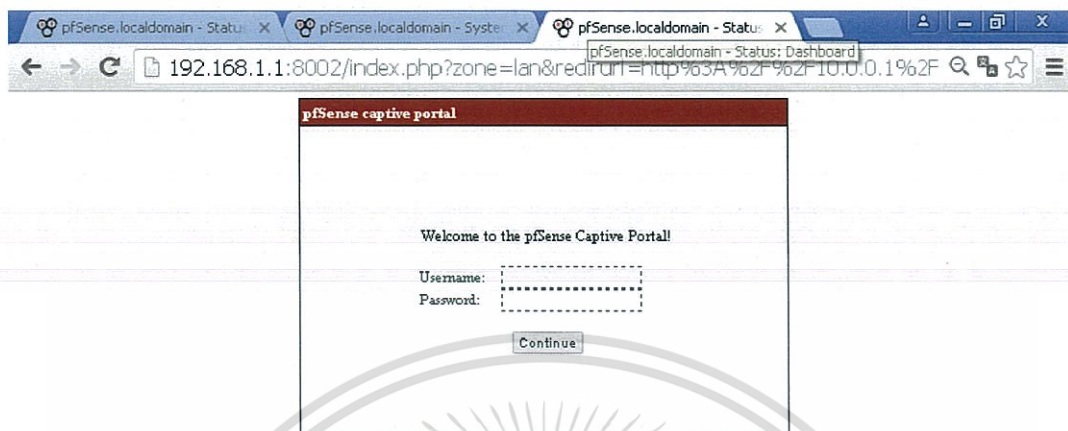 pfSense.localdomain - Status
pfSense.localdomain - Syste
pfSense.localdomain - Status
pfSense.localdomain - Status: Dashboard
192.168.1.1:8002/index.php?zone=lan&redirurl=http%3A%2F%2F10.0.0.1%2F
pfSense captive portal
Welcome to the pfSense Captive Portal!
Username:
Password:
Continue